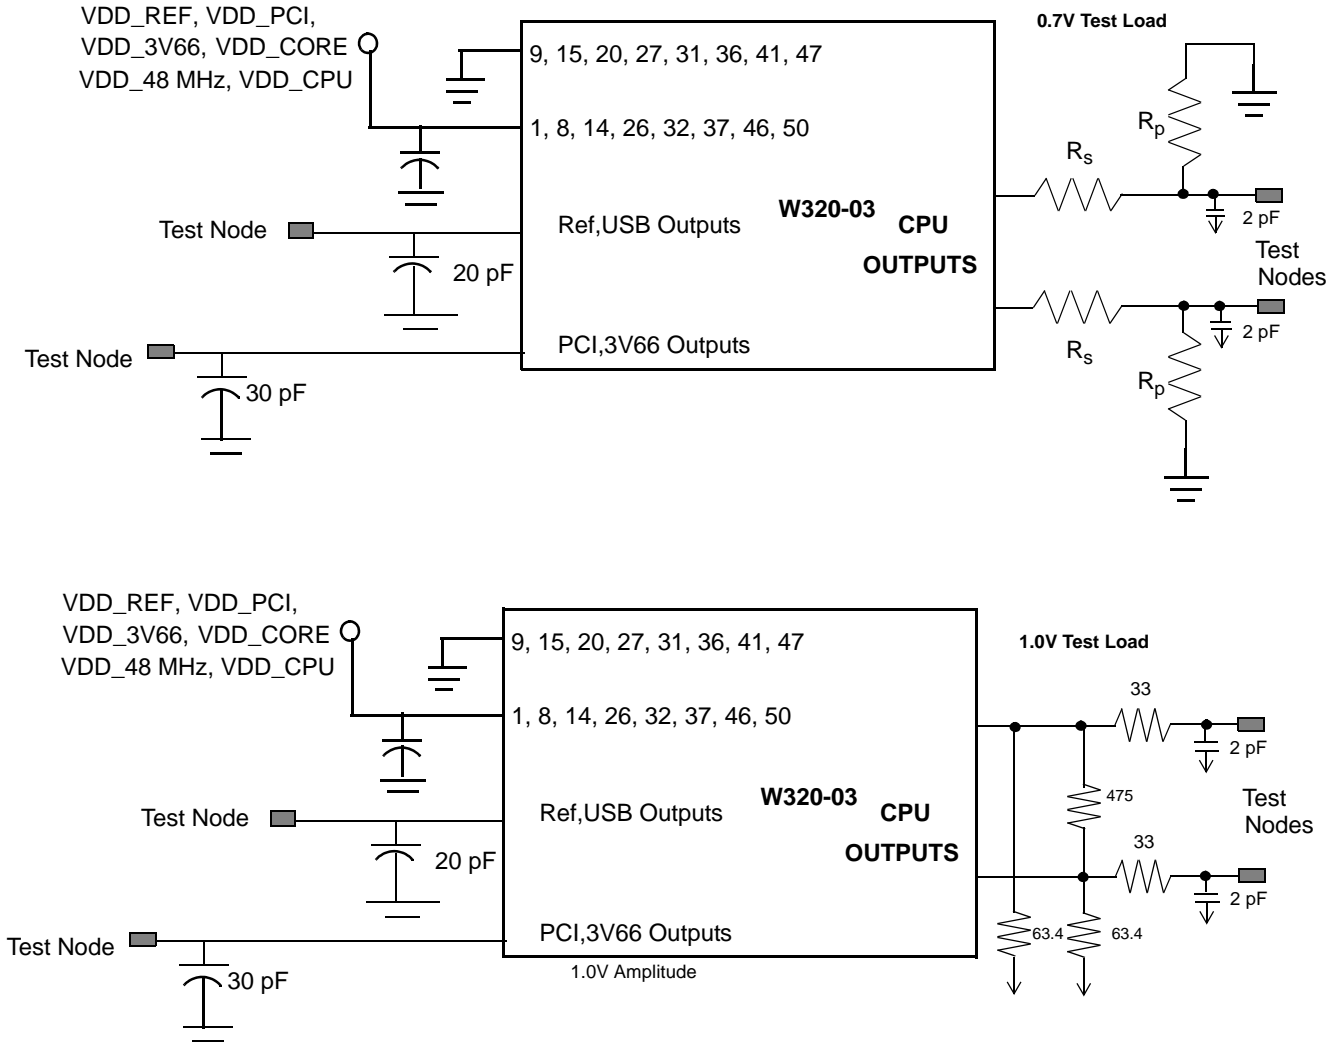 VDD_REF, VDD_PCI,
VDD_3V66, VDD_CORE
VDD_48 MHz, VDD_CPU
9, 15, 20, 27, 31, 36, 41, 47
0.7V Test Load
1, 8, 14, 26, 32, 37, 46, 50
Rp
Rs
Test Node
Ref,USB Outputs
W320-03
CPU
OUTPUTS
2 pF
Test
Nodes
20 pF
2 pF
Test Node
PCI,3V66 Outputs
Rs
Rp
30 pF
VDD_REF, VDD_PCI,
VDD_3V66, VDD_CORE
VDD_48 MHz, VDD_CPU
9, 15, 20, 27, 31, 36, 41, 47
1.0V Test Load
33
1, 8, 14, 26, 32, 37, 46, 50
2 pF
475
Test Node
Ref,USB Outputs
W320-03
CPU
OUTPUTS
Test
Nodes
33
20 pF
2 pF
Test Node
PCI,3V66 Outputs
63.4
63.4
1.0V Amplitude
30 pF